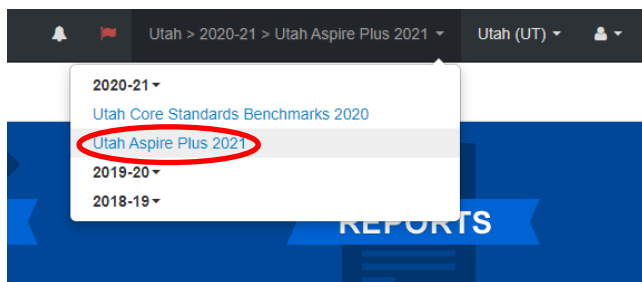 Utah > 2020-21 > Utah Aspire Plus 2021 Utah (UT)
2020-21
Utah Core Standards Benchmarks 2020
Utah Aspire Plus 2021
2019-20
2018-19
REPORTS